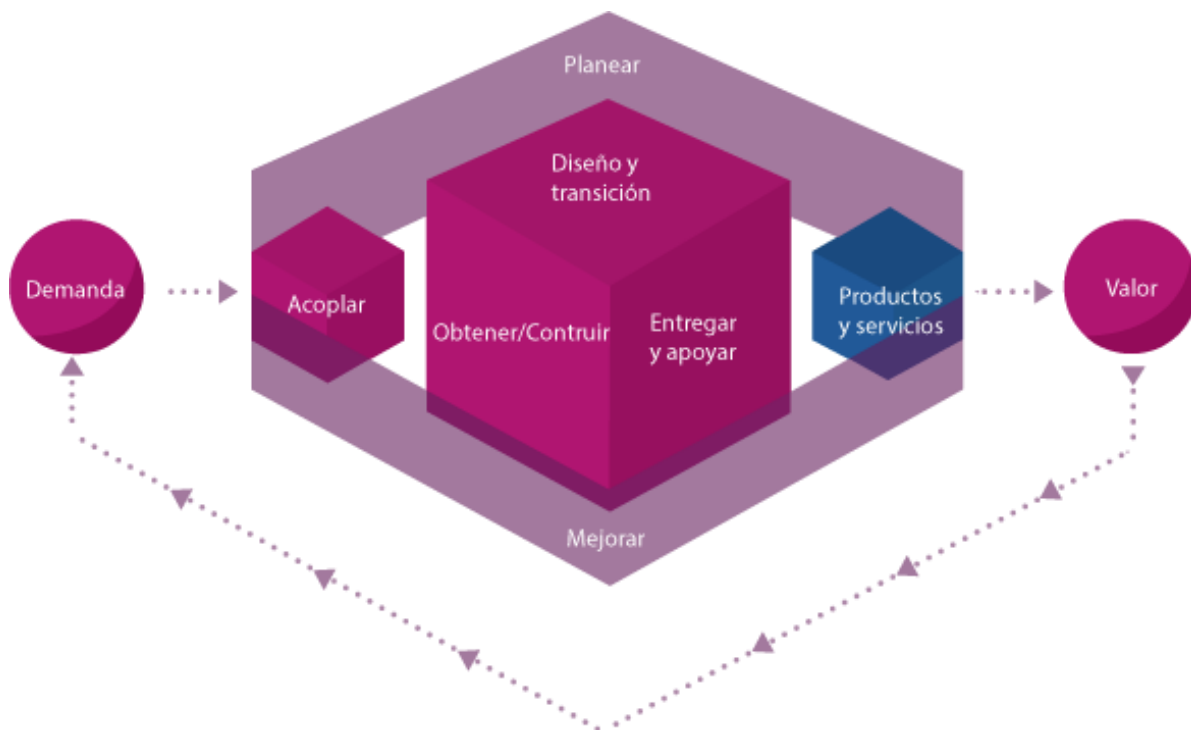 Planear
Diseño y
transición
Demanda
Acoplar
Obtener/Contruir
Entregar
y apoyar
Productos
y servicios
Valor
Mejorar